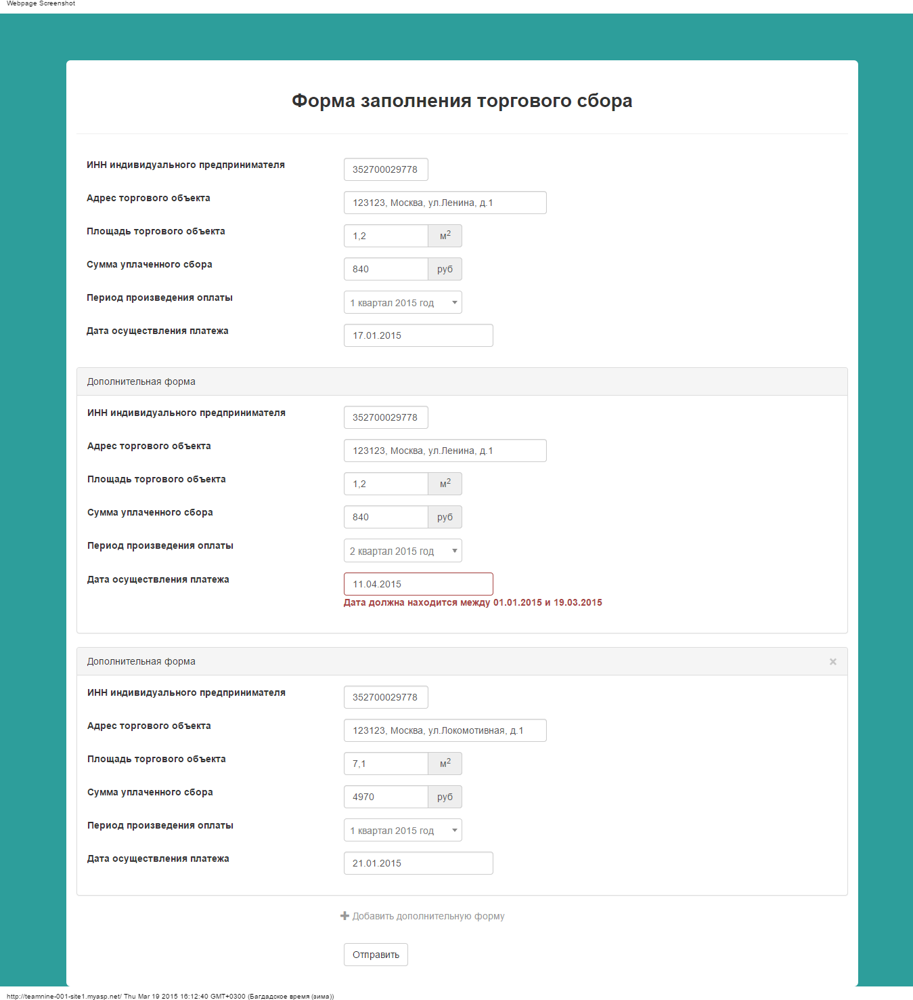 Webpage Screenshot
Форма заполнения торгового сбора
ИНН индивидуального предпринимателя 352700029778
Адрес торгового объекта 123123, Москва, ул.Ленина, д.1
Площадь торгового объекта 1,2 м²
Сумма уплаченного сбора 840 руб
Период произведения оплаты 1 квартал 2015 год
Дата осуществления платежа 17.01.2015
Дополнительная форма
ИНН индивидуального предпринимателя 352700029778
Адрес торгового объекта 123123, Москва, ул.Ленина, д.1
Площадь торгового объекта 1,2 м²
Сумма уплаченного сбора 840 руб
Период произведения оплаты 2 квартал 2015 год
Дата осуществления платежа 11.04.2015
Дата должна находится между 01.01.2015 и 19.03.2015
Дополнительная форма ×
ИНН индивидуального предпринимателя 352700029778
Адрес торгового объекта 123123, Москва, ул.Локомотивная, д.1
Площадь торгового объекта 7,1 м²
Сумма уплаченного сбора 4970 руб
Период произведения оплаты 1 квартал 2015 год
Дата осуществления платежа 21.01.2015
Добавить дополнительную форму
Отправить
http://teamnine-001-site1.myasp.net/ Thu Mar 19 2015 16:12:40 GMT+0300 (Багдадское время (зима))